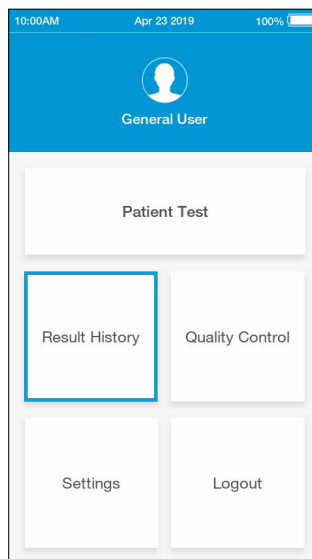 10:00AM Apr 23 2019 100%
General User
Patient Test
Result History Quality Control
Settings Logout